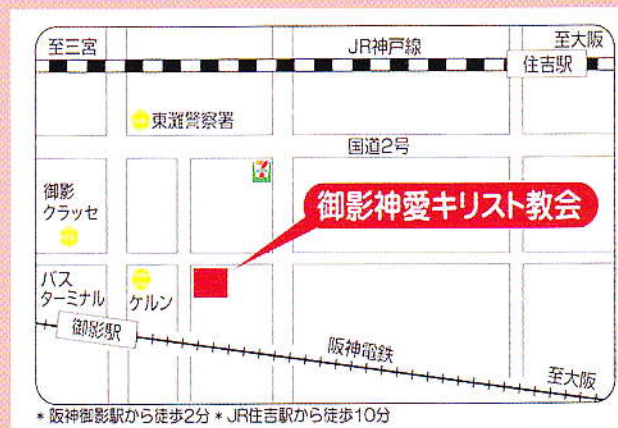 至三宮
JR神戸線
至大阪
住吉駅
東灘警察署
国道2号
御影
クラッセ
御影神愛キリスト教会
バス
ターミナル
ケルン
御影駅
阪神電鉄
至大阪
* 阪神御影駅から徒歩2分 * JR住吉駅から徒歩10分